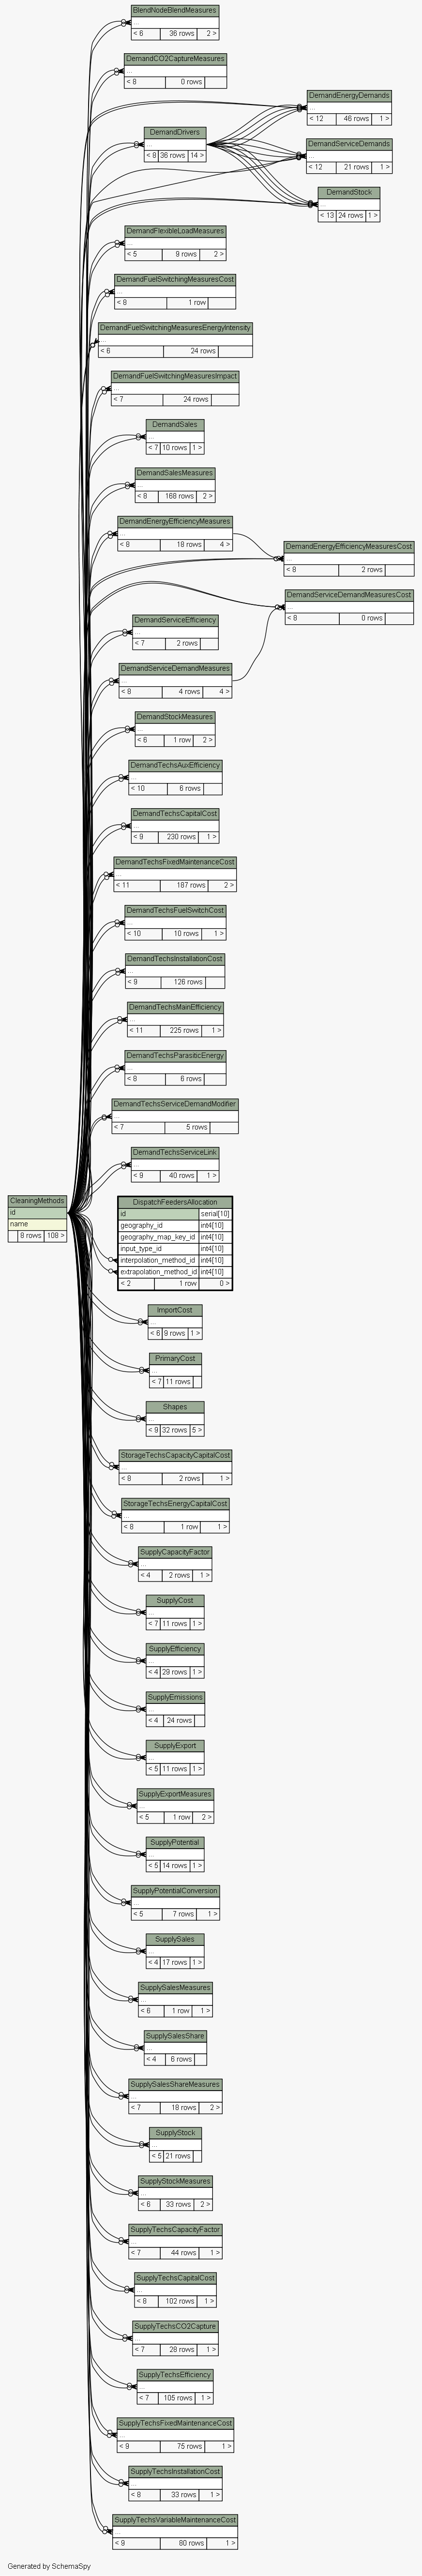 BlendNodeBlendMeasures
...
< 6 36 rows 2 >
DemandCO2CaptureMeasures
...
< 8 0 rows
DemandEnergyDemands
...
< 12 46 rows 1 >
DemandDrivers
...
< 8 36 rows 14 >
DemandServiceDemands
...
< 12 21 rows 1 >
DemandStock
...
< 13 24 rows 1 >
DemandFlexibleLoadMeasures
...
< 5 9 rows 2 >
DemandFuelSwitchingMeasuresCost
...
< 8 1 row
DemandFuelSwitchingMeasuresEnergyIntensity
...
< 6 24 rows
DemandFuelSwitchingMeasuresImpact
...
< 7 24 rows
DemandSales
...
< 7 10 rows 1 >
DemandSalesMeasures
...
< 8 168 rows 2 >
DemandEnergyEfficiencyMeasures
...
< 8 18 rows 4 >
DemandEnergyEfficiencyMeasuresCost
...
< 8 2 rows
DemandServiceDemandMeasuresCost
...
< 8 0 rows
DemandServiceEfficiency
...
< 7 2 rows
DemandServiceDemandMeasures
...
< 8 4 rows 4 >
DemandStockMeasures
...
< 6 1 row 2 >
DemandTechsAuxEfficiency
...
< 10 6 rows
DemandTechsCapitalCost
...
< 9 230 rows 1 >
DemandTechsFixedMaintenanceCost
...
< 11 187 rows 2 >
DemandTechsFuelSwitchCost
...
< 10 10 rows 1 >
DemandTechsInstallationCost
...
< 9 126 rows
DemandTechsMainEfficiency
...
< 11 225 rows 1 >
DemandTechsParasiticEnergy
...
< 8 6 rows
DemandTechsServiceDemandModifier
...
< 7 5 rows
DemandTechsServiceLink
...
< 9 40 rows 1 >
CleaningMethods
id
name
8 rows 108 >
DispatchFeedersAllocation
id serial[10]
geography_id int4[10]
geography_map_key_id int4[10]
input_type_id int4[10]
interpolation_method_id int4[10]
extrapolation_method_id int4[10]
< 2 1 row 0 >
ImportCost
...
< 6 9 rows 1 >
PrimaryCost
...
< 7 11 rows
Shapes
...
< 9 32 rows 5 >
StorageTechsCapacityCapitalCost
...
< 8 2 rows 1 >
StorageTechsEnergyCapitalCost
...
< 8 1 row 1 >
SupplyCapacityFactor
...
< 4 2 rows 1 >
SupplyCost
...
< 7 11 rows 1 >
SupplyEfficiency
...
< 4 29 rows 1 >
SupplyEmissions
...
< 4 24 rows
SupplyExport
...
< 5 11 rows 1 >
SupplyExportMeasures
...
< 5 1 row 2 >
SupplyPotential
...
< 5 14 rows 1 >
SupplyPotentialConversion
...
< 5 7 rows 1 >
SupplySales
...
< 4 17 rows 1 >
SupplySalesMeasures
...
< 6 1 row 1 >
SupplySalesShare
...
< 4 6 rows
SupplySalesShareMeasures
...
< 7 18 rows 2 >
SupplyStock
...
< 5 21 rows
SupplyStockMeasures
...
< 6 33 rows 2 >
SupplyTechsCapacityFactor
...
< 7 44 rows 1 >
SupplyTechsCapitalCost
...
< 8 102 rows 1 >
SupplyTechsCO2Capture
...
< 7 28 rows 1 >
SupplyTechsEfficiency
...
< 7 105 rows 1 >
SupplyTechsFixedMaintenanceCost
...
< 9 75 rows 1 >
SupplyTechsInstallationCost
...
< 8 33 rows 1 >
SupplyTechsVariableMaintenanceCost
...
< 9 80 rows 1 >
Generated by SchemaSpy